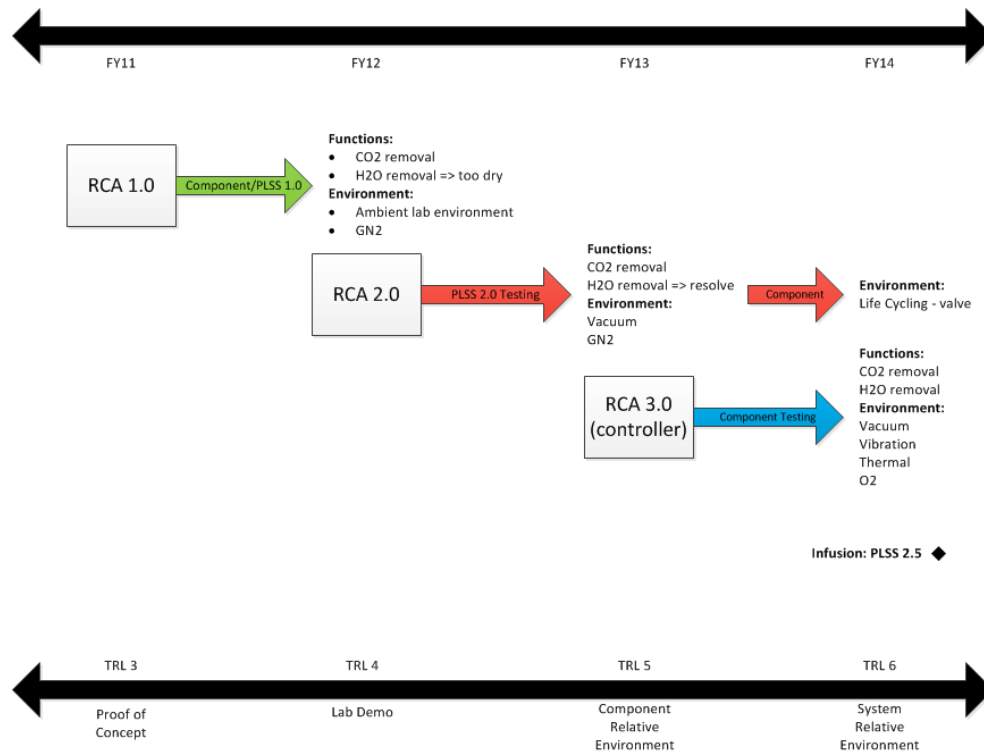 FY11 FY12 FY13 FY14
RCA 1.0
Component/PLSS 1.0
Functions:
• CO2 removal
• H2O removal => too dry
Environment:
• Ambient lab environment
• GN2
RCA 2.0
PLSS 2.0 Testing
Functions:
CO2 removal
H2O removal => resolve
Environment:
Vacuum
GN2
Component
Environment:
Life Cycling - valve
RCA 3.0
(controller)
Component Testing
Functions:
CO2 removal
H2O removal
Environment:
Vacuum
Vibration
Thermal
O2
Infusion: PLSS 2.5
TRL 3 TRL 4 TRL 5 TRL 6
Proof of
Concept
Lab Demo
Component
Relative
Environment
System
Relative
Environment